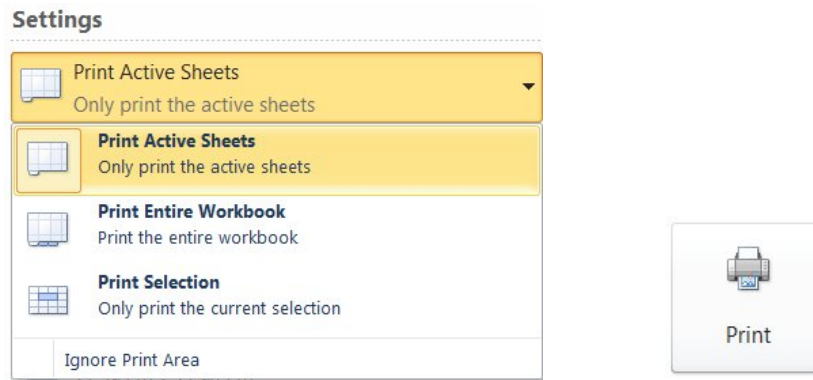 Settings
Print Active Sheets
Only print the active sheets
Print Active Sheets
Only print the active sheets
Print Entire Workbook
Print the entire workbook
Print Selection
Only print the current selection
Ignore Print Area
Print